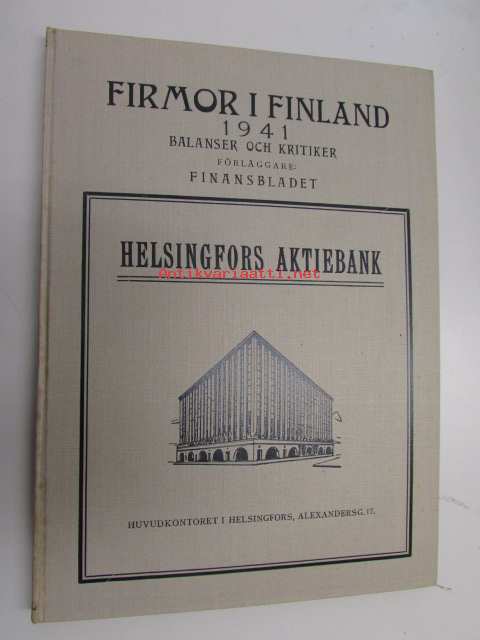 FIRMOR I FINLAND
1941
BALANSER OCH KRITIKER
FÖRLÄGGARE:
FINANSBLADET
HELSINGFORS AKTIEBANK
Antikvariaatti.net
HUVUDKONTORET I HELSINGFORS, ALEXANDERSG. 17.